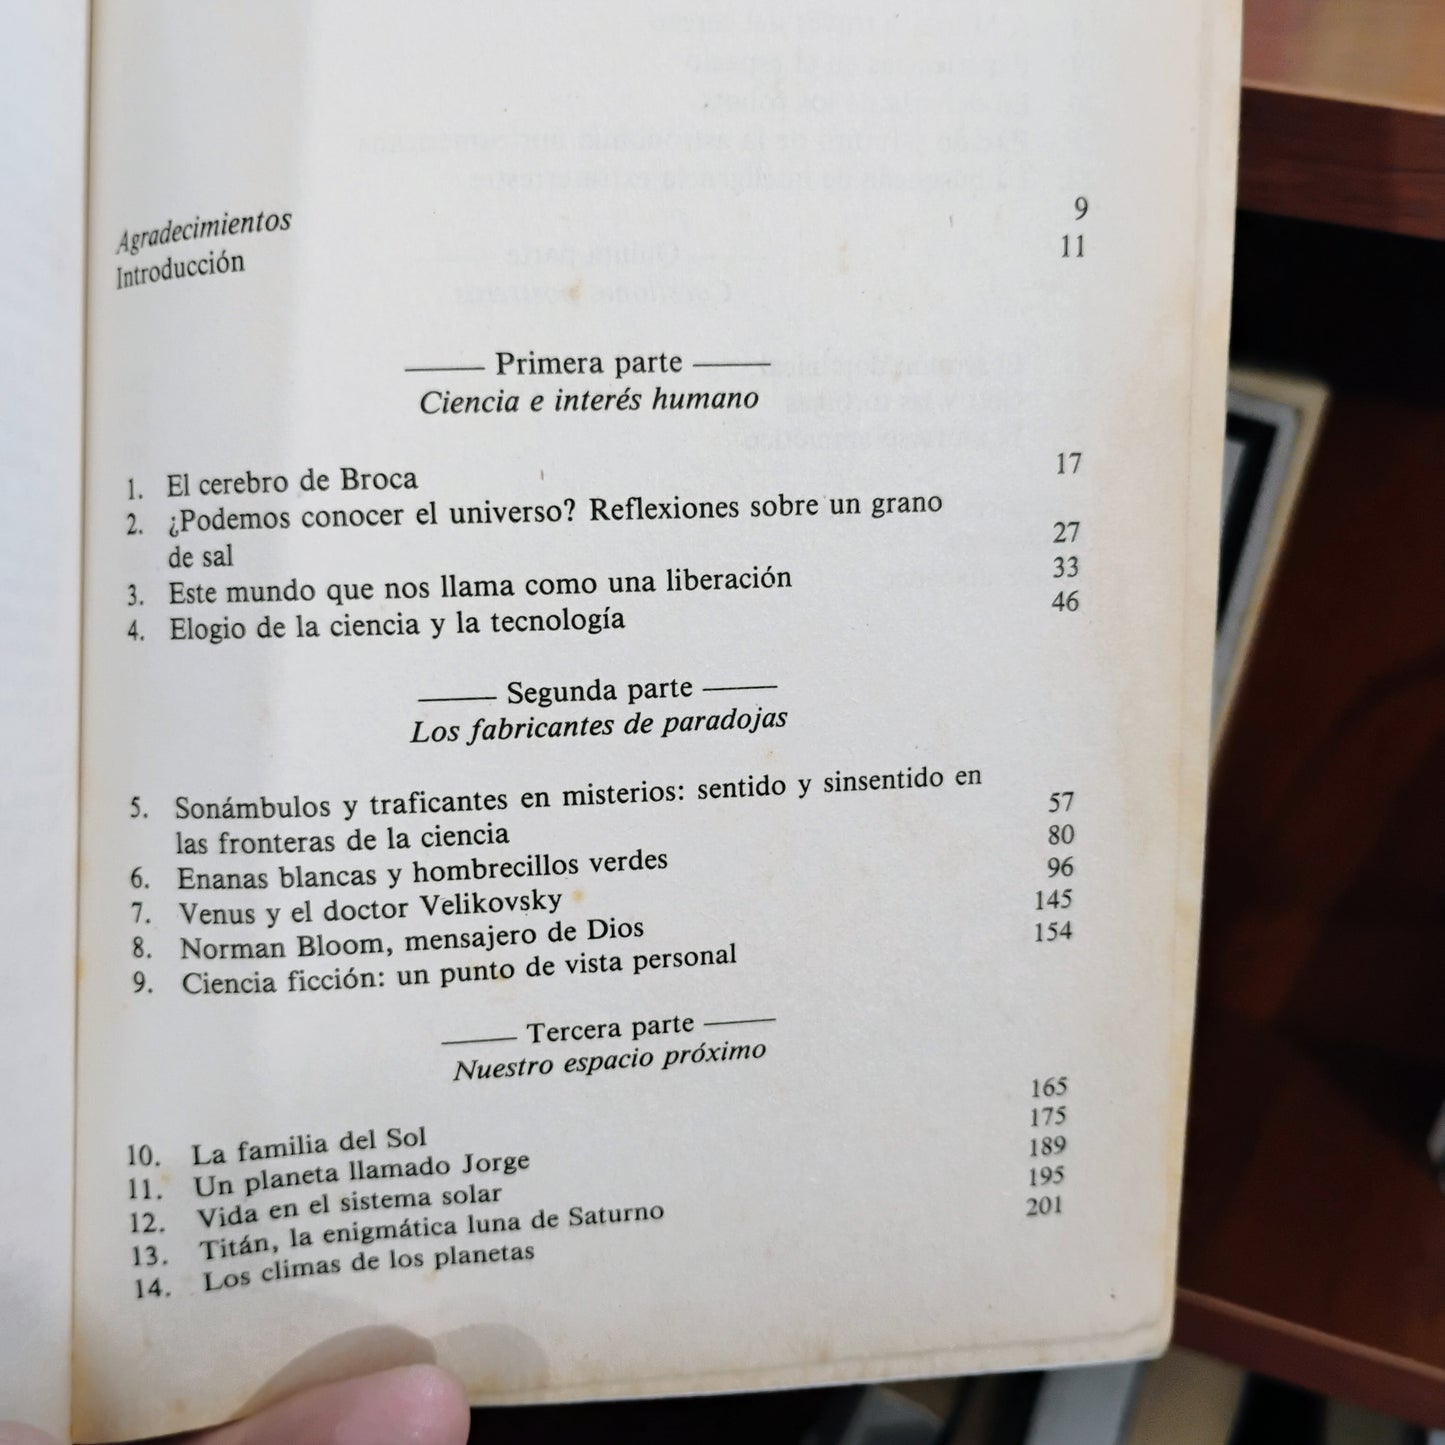 Agradecimientos 9
Introducción 11
Primera parte
Ciencia e interés humano
1. El cerebro de Broca 17
2. ¿Podemos conocer el universo? Reflexiones sobre un grano
de sal 27
3. Este mundo que nos llama como una liberación 33
4. Elogio de la ciencia y la tecnología 46
Segunda parte
Los fabricantes de paradojas
5. Sonámbulos y traficantes en misterios: sentido y sinsentido en
las fronteras de la ciencia 57
6. Enanas blancas y hombrecillos verdes 80
7. Venus y el doctor Velikovsky 96
8. Norman Bloom, mensajero de Dios 145
9. Ciencia ficción: un punto de vista personal 154
Tercera parte
Nuestro espacio próximo
10. La familia del Sol 165
11. Un planeta llamado Jorge 175
12. Vida en el sistema solar 189
13. Titán, la enigmática luna de Saturno 195
14. Los climas de los planetas 201